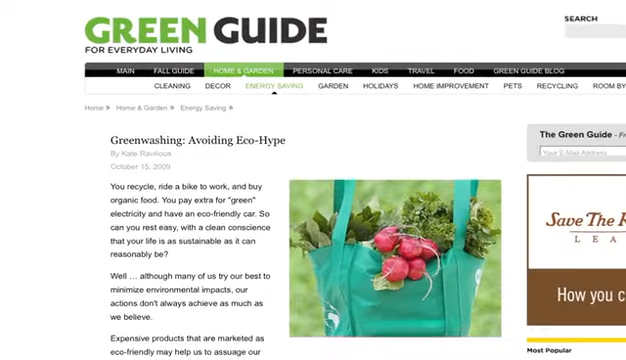 GREEN GUIDE
FOR EVERYDAY LIVING
SEARCH
MAIN FALL GUIDE HOME & GARDEN PERSONAL CARE KIDS TRAVEL FOOD GREEN GUIDE BLOG
CLEANING DECOR ENERGY SAVING GARDEN HOLIDAYS HOME IMPROVEMENT PETS RECYCLING ROOM BY
Home » Home & Garden » Energy Saving »
Greenwashing: Avoiding Eco-Hype
By Kate Ravilious
October 15, 2009
You recycle, ride a bike to work, and buy
organic food. You pay extra for "green"
electricity and have an eco-friendly car. So
can you rest easy, with a clean conscience
that your life is as sustainable as it can
reasonably be?
Well ... although many of us try our best to
minimize environmental impacts, our
actions don't always achieve as much as
we believe.
Expensive products that are marketed as
eco-friendly may help us to assuage our
The Green Guide - Fr
Your E-Mail Address
Save The R
LEA
How you c
Most Popular